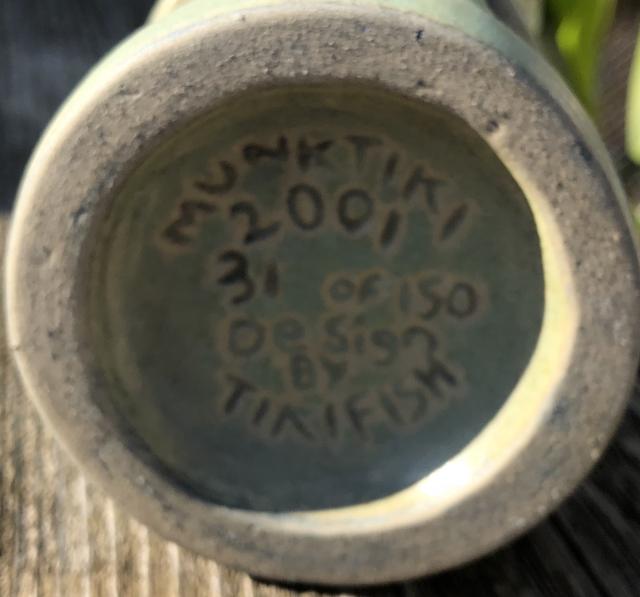 MUNKTIKI
2001
31 OF 150
DeSign
BY
TIKIFISH